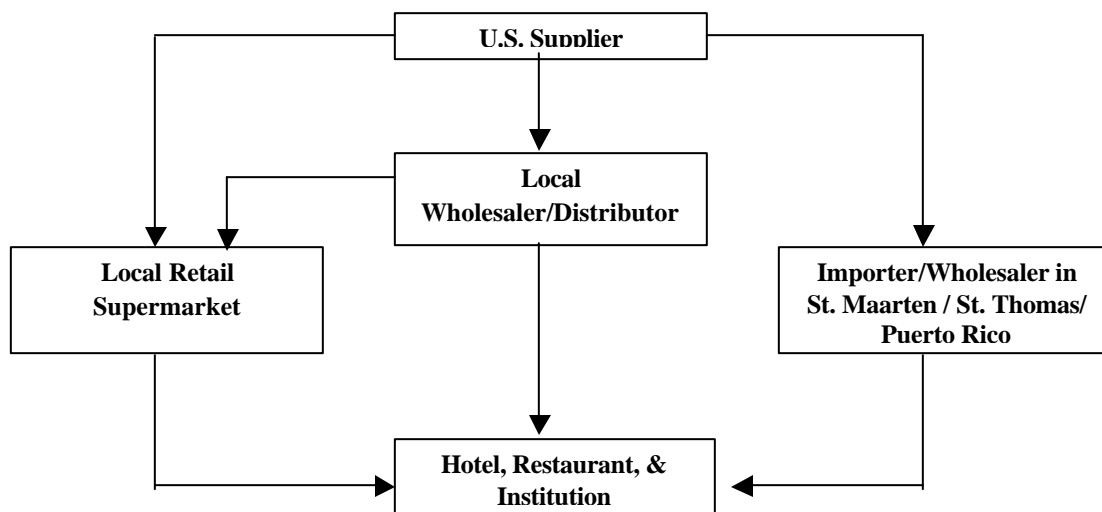 U.S. Supplier
Local
Wholesaler/Distributor
Local Retail
Supermarket
Importer/Wholesaler in
St. Maarten / St. Thomas/
Puerto Rico
Hotel, Restaurant, &
Institution